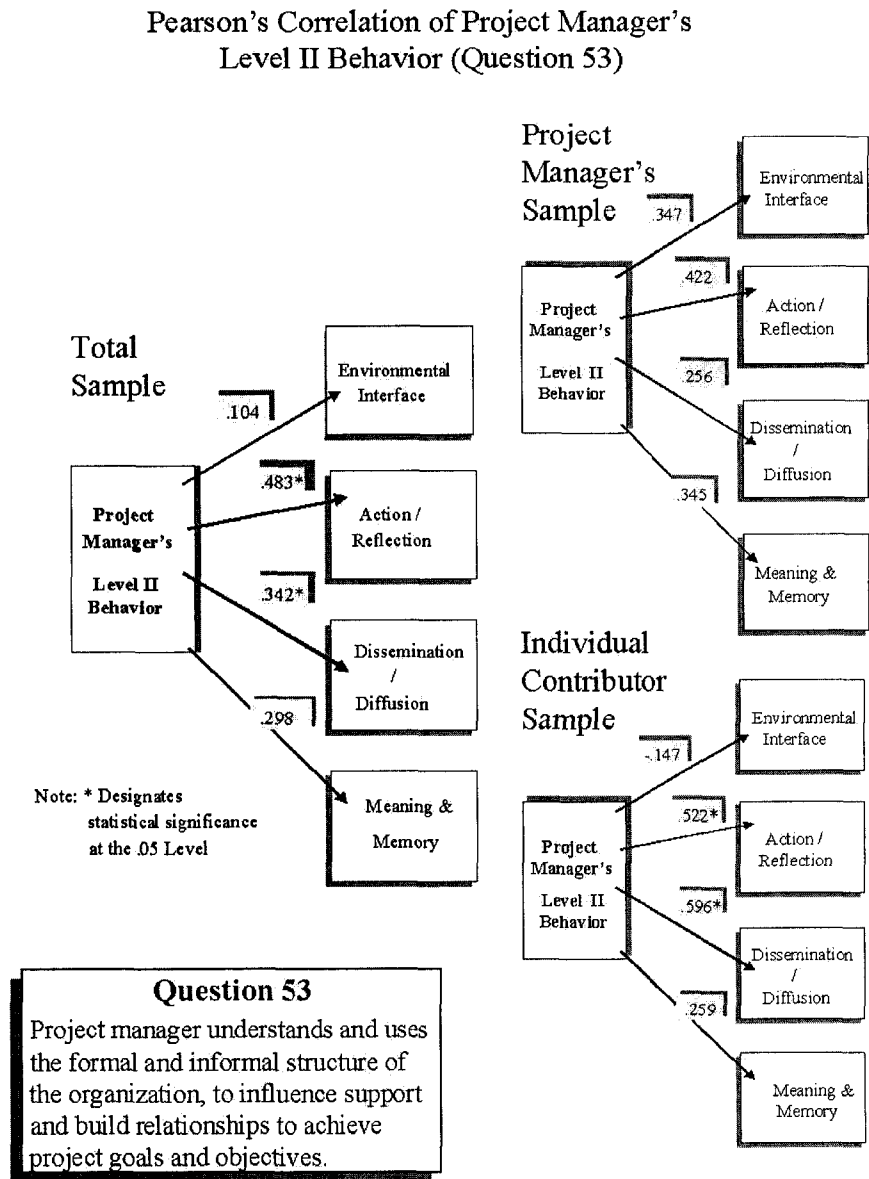 Pearson's Correlation of Project Manager's
Level II Behavior (Question 53)
Total
Sample
.104
.483*
.342*
.298
Project
Manager's
Level II
Behavior
Environmental
Interface
Action /
Reflection
Dissemination
/
Diffusion
Meaning &
Memory
Note: * Designates
statistical significance
at the .05 Level
Project
Manager's
Sample
.347
.422
.256
.345
Project
Manager's
Level II
Behavior
Environmental
Interface
Action /
Reflection
Dissemination
/
Diffusion
Meaning &
Memory
Individual
Contributor
Sample
-.147
.522*
.596*
.259
Project
Manager's
Level II
Behavior
Environmental
Interface
Action /
Reflection
Dissemination
/
Diffusion
Meaning &
Memory
Question 53
Project manager understands and uses
the formal and informal structure of
the organization, to influence support
and build relationships to achieve
project goals and objectives.